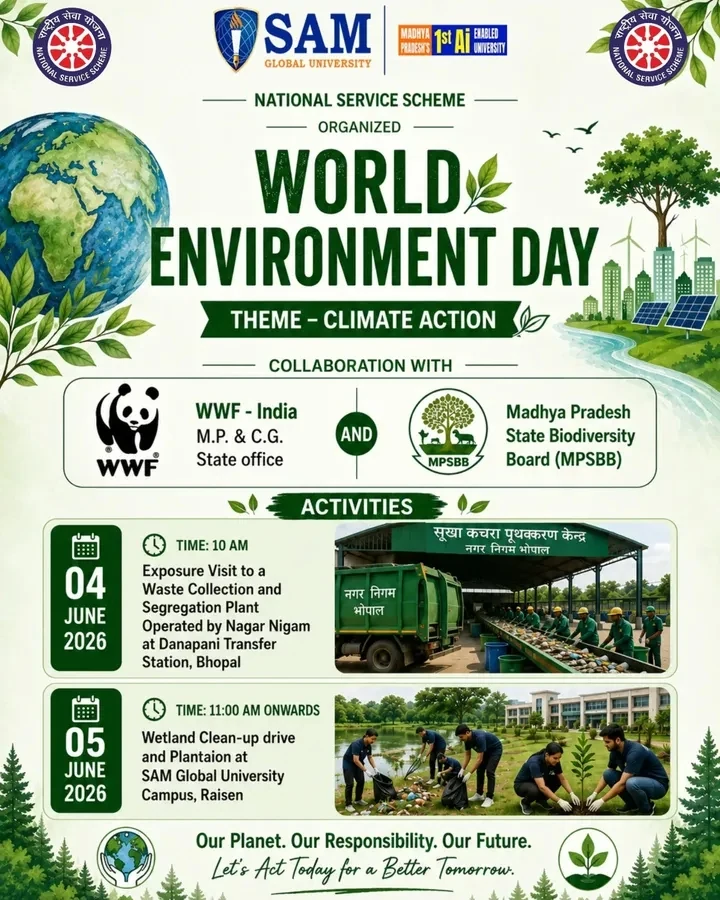 राष्ट्रीय सेवा योजना
NATIONAL SERVICE SCHEME
SAM
GLOBAL UNIVERSITY
MADHYA PRADESH'S 1st Ai ENABLED UNIVERSITY
राष्ट्रीय सेवा योजना
NATIONAL SERVICE SCHEME
NATIONAL SERVICE SCHEME
ORGANIZED
WORLD
ENVIRONMENT DAY
THEME – CLIMATE ACTION
COLLABORATION WITH
WWF
WWF - India
M.P. & C.G.
State office
AND
MPSBB
Madhya Pradesh
State Biodiversity
Board (MPSBB)
ACTIVITIES
04
JUNE
2026
TIME: 10 AM
Exposure Visit to a
Waste Collection and
Segregation Plant
Operated by Nagar Nigam
at Danapani Transfer
Station, Bhopal
सूखा कचरा पृथक्करण केन्द्र
नगर निगम भोपाल
नगर निगम
भोपाल
05
JUNE
2026
TIME: 11:00 AM ONWARDS
Wetland Clean-up drive
and Plantaion at
SAM Global University
Campus, Raisen
Our Planet. Our Responsibility. Our Future.
Let's Act Today for a Better Tomorrow.